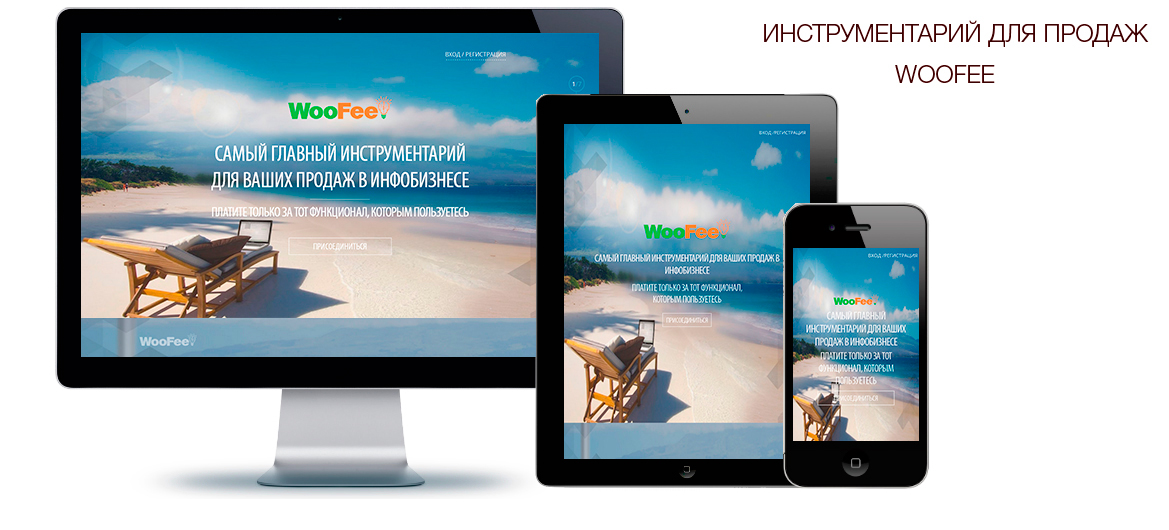 ИНСТРУМЕНТАРИЙ ДЛЯ ПРОДАЖ
WOOFEE
ВХОД / РЕГИСТРАЦИЯ
WooFee
САМЫЙ ГЛАВНЫЙ ИНСТРУМЕНТАРИЙ
ДЛЯ ВАШИХ ПРОДАЖ В ИНФОБИЗНЕСЕ
ПЛАТИТЕ ТОЛЬКО ЗА ТОТ ФУНКЦИОНАЛ, КОТОРЫМ ПОЛЬЗУЕТЕСЬ
ПРИСОЕДИНИТЬСЯ
WooFee
ВХОД /РЕГИСТРАЦИЯ
WooFee
САМЫЙ ГЛАВНЫЙ ИНСТРУМЕНТАРИЙ ДЛЯ ВАШИХ ПРОДАЖ В
ИНФОБИЗНЕСЕ
ПЛАТИТЕ ТОЛЬКО ЗА ТОТ ФУНКЦИОНАЛ,
КОТОРЫМ ПОЛЬЗУЕТЕСЬ
ПРИСОЕДИНИТЬСЯ
ВХОД /РЕГИСТРАЦИЯ
WooFee
САМЫЙ ГЛАВНЫЙ
ИНСТРУМЕНТАРИЙ ДЛЯ ВАШИХ
ПРОДАЖ В ИНФОБИЗНЕСЕ
ПЛАТИТЕ ТОЛЬКО ЗА ТОТ
ФУНКЦИОНАЛ, КОТОРЫМ
ПОЛЬЗУЕТЕСЬ
ПРИСОЕДИНИТЬСЯ